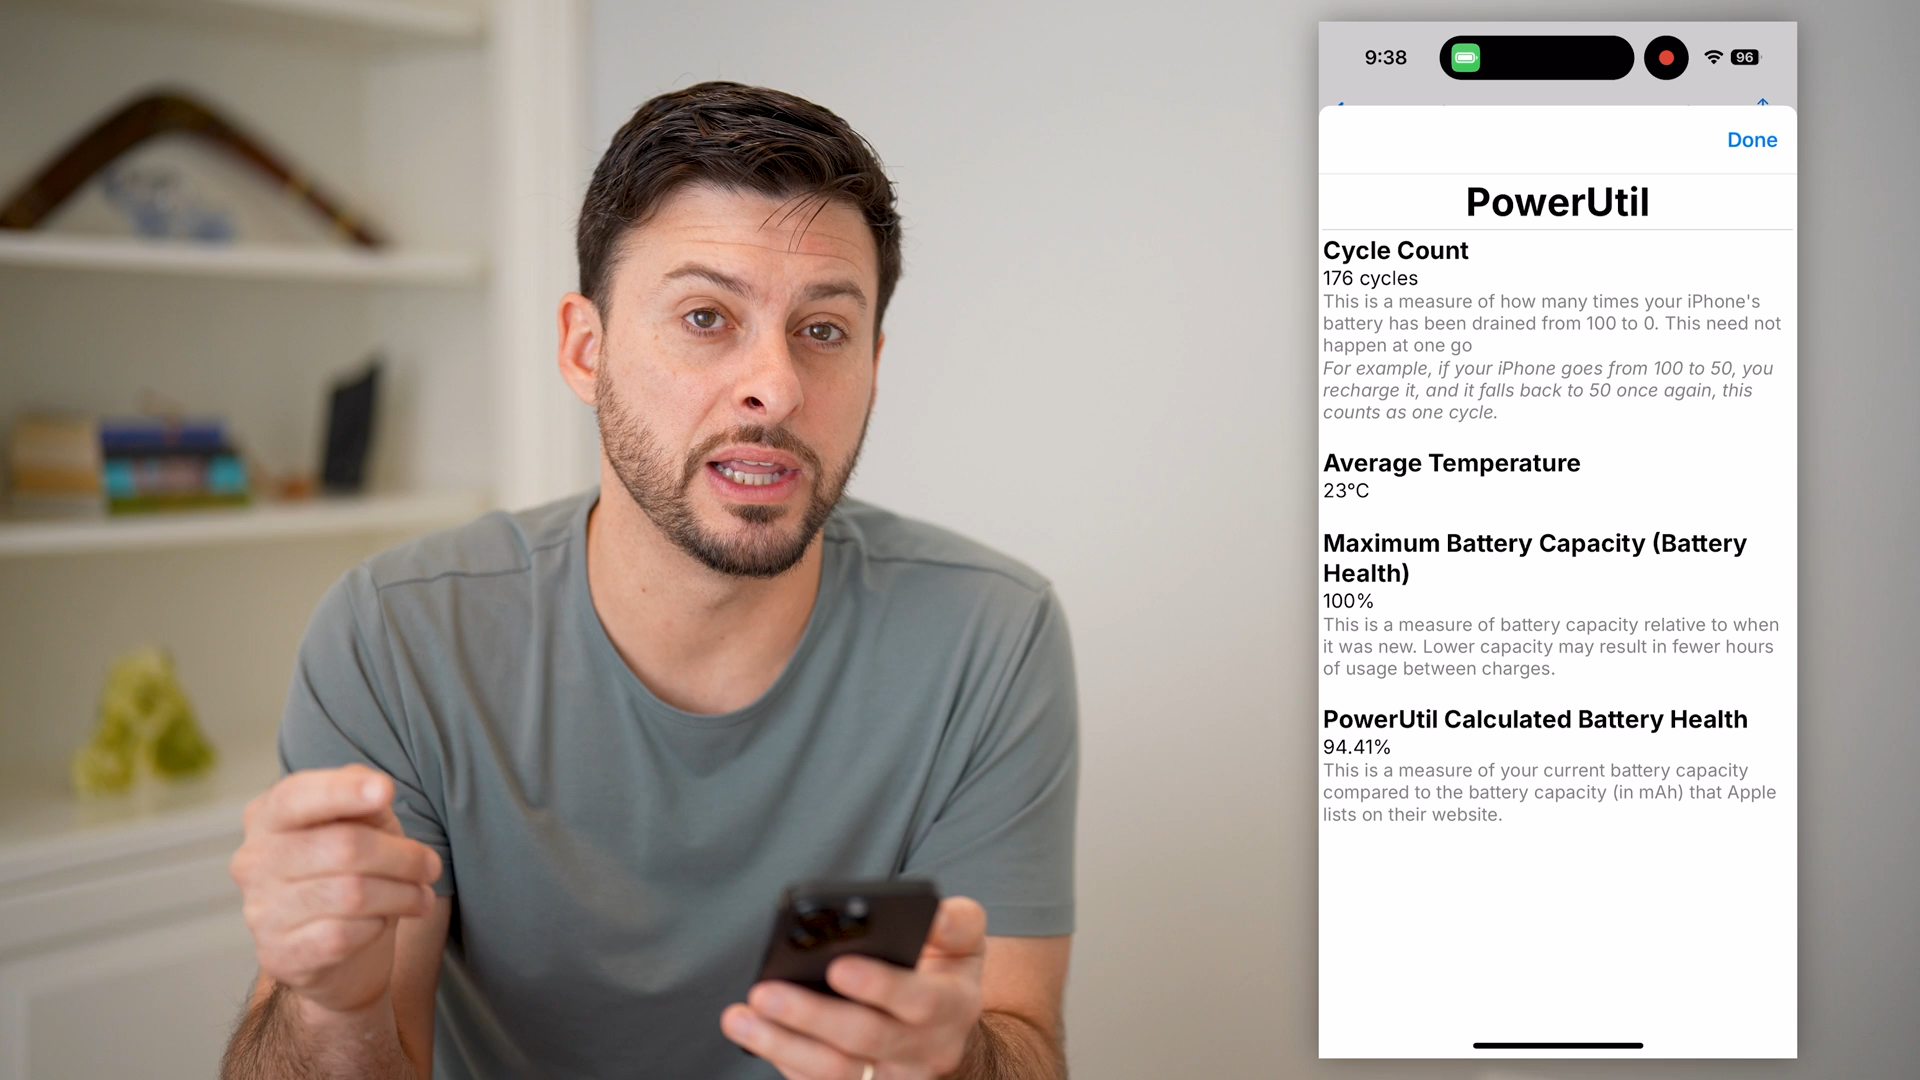 9:38
96
Done
PowerUtil
Cycle Count
176 cycles
This is a measure of how many times your iPhone's
battery has been drained from 100 to 0. This need not
happen at one go
For example, if your iPhone goes from 100 to 50, you
recharge it, and it falls back to 50 once again, this
counts as one cycle.
Average Temperature
23°C
Maximum Battery Capacity (Battery
Health)
100%
This is a measure of battery capacity relative to when
it was new. Lower capacity may result in fewer hours
of usage between charges.
PowerUtil Calculated Battery Health
94.41%
This is a measure of your current battery capacity
compared to the battery capacity (in mAh) that Apple
lists on their website.